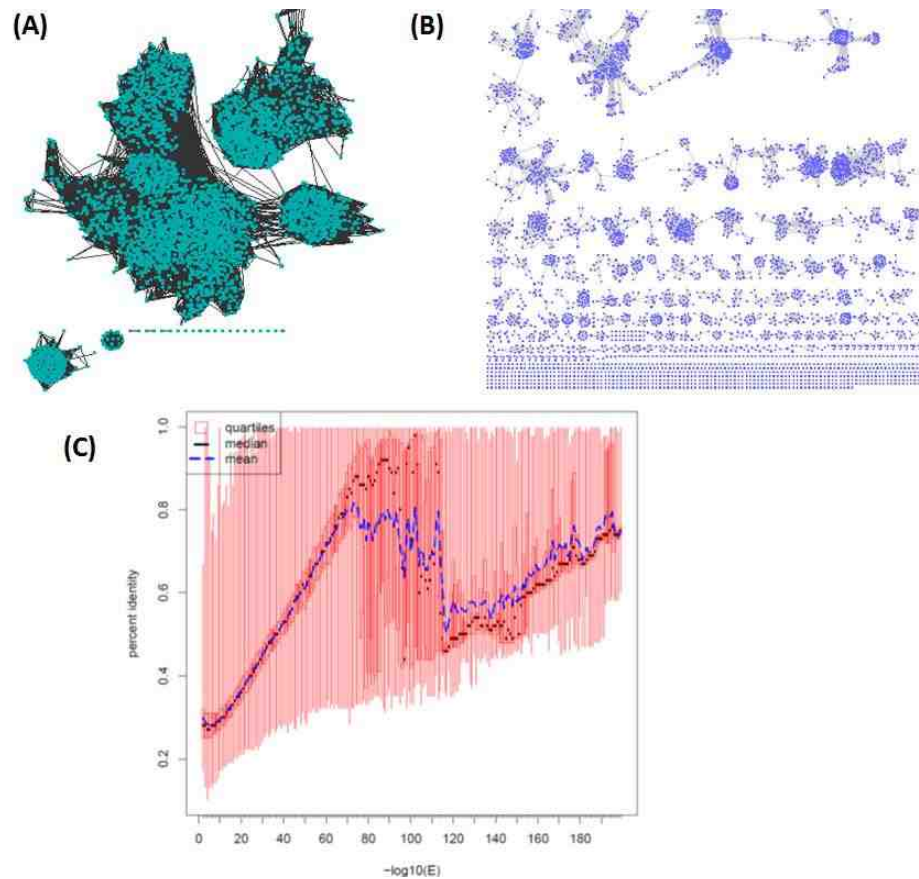 (A)
(B)
(C)
quartiles
median
mean
percent identity
1.0
0.8
0.6
0.4
0.2
0 20 40 60 80 100 120 140 160 180
−log10(E)